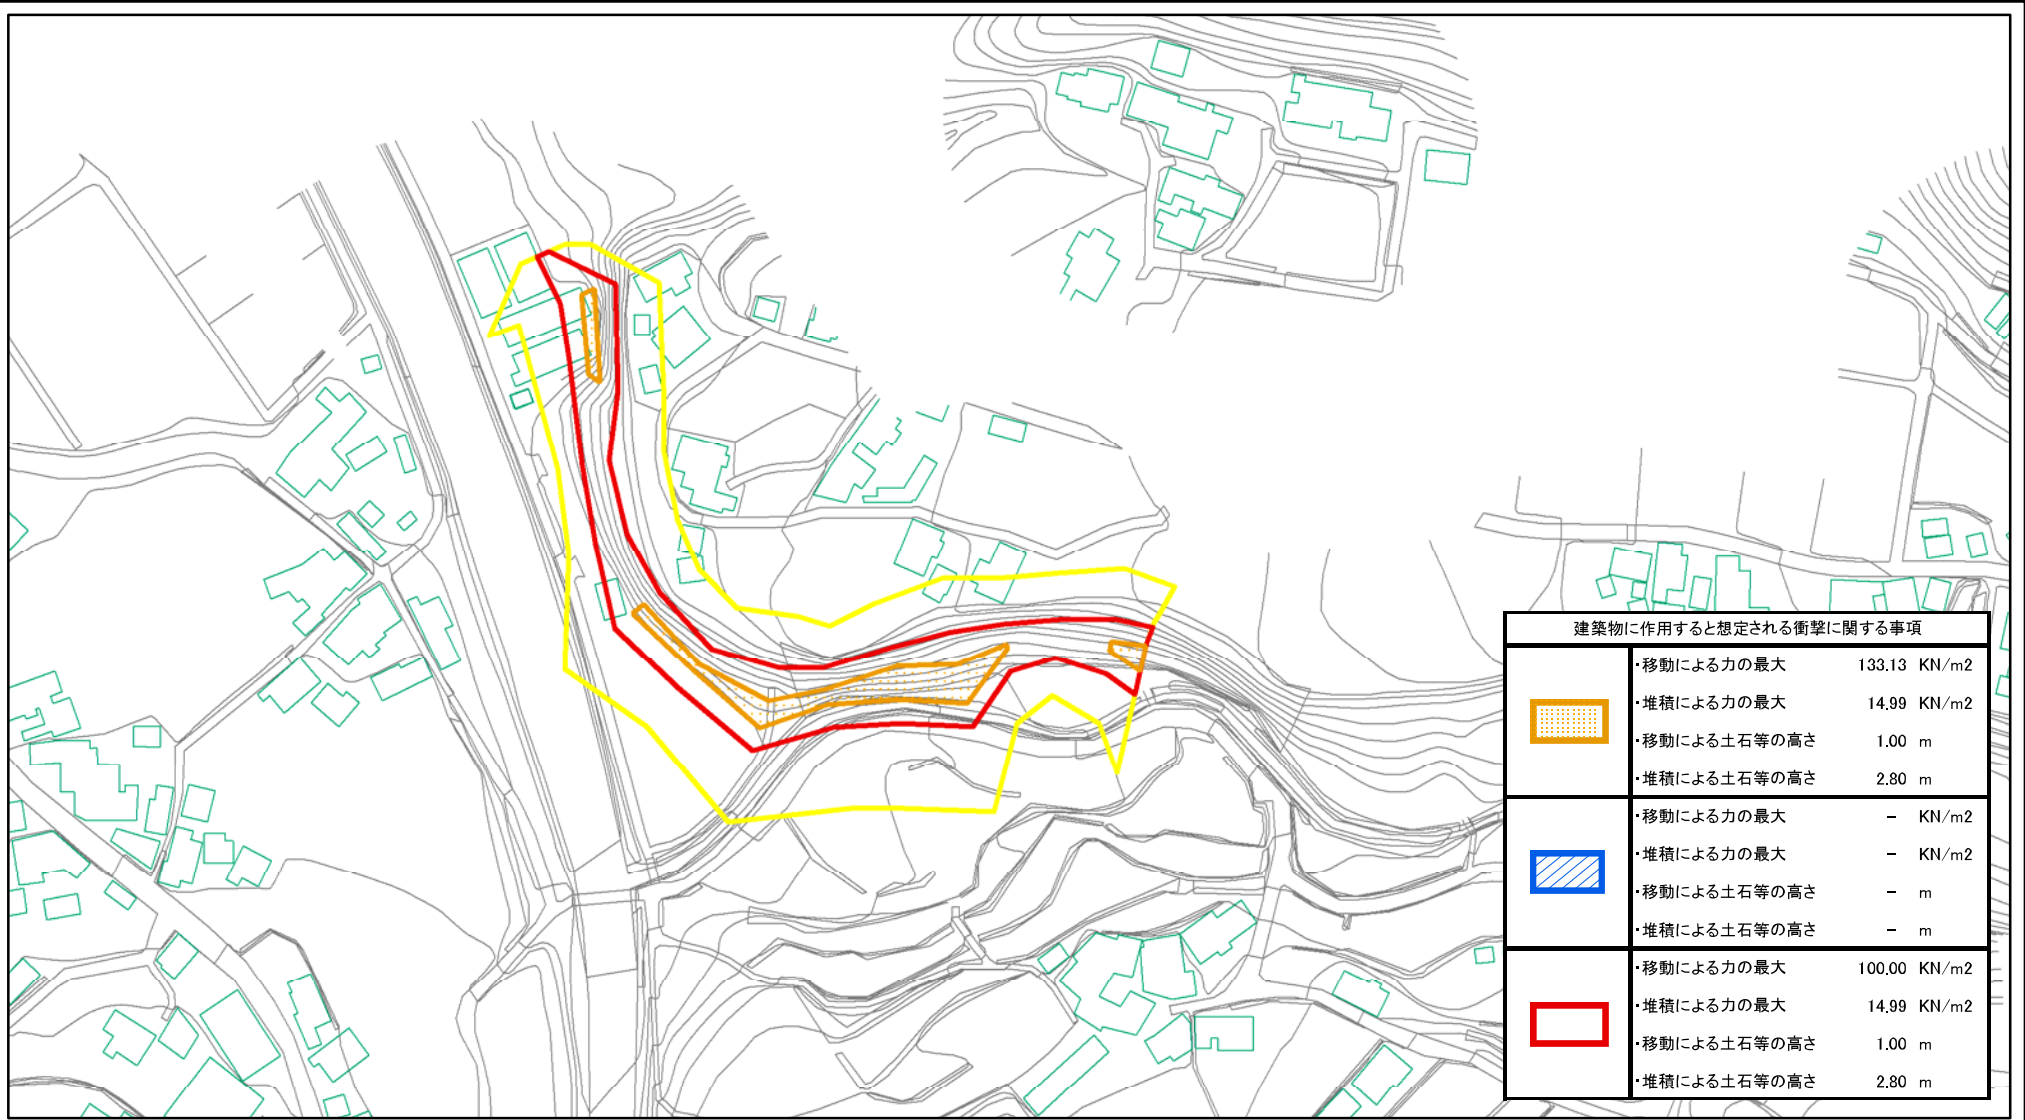 建築物に作用すると想定される衝撃に関する事項
・移動による力の最大 133.13 KN/m2
・堆積による力の最大 14.99 KN/m2
・移動による土石等の高さ 1.00 m
・堆積による土石等の高さ 2.80 m
・移動による力の最大 － KN/m2
・堆積による力の最大 － KN/m2
・移動による土石等の高さ － m
・堆積による土石等の高さ － m
・移動による力の最大 100.00 KN/m2
・堆積による力の最大 14.99 KN/m2
・移動による土石等の高さ 1.00 m
・堆積による土石等の高さ 2.80 m